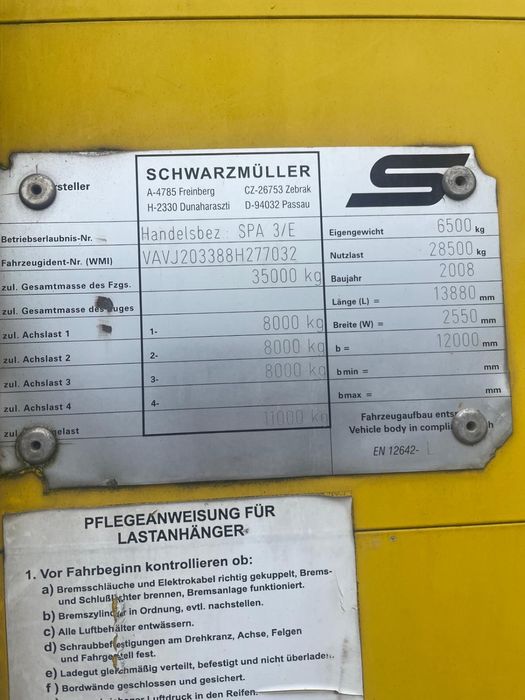 SCHWARZMÜLLER
A-4785 Freinberg CZ-26753 Zebrak
H-2330 Dunaharaszti D-94032 Passau
rsteller
Betriebserlaubnis-Nr. Handelsbez : SPA 3/E
Fahrzeugident-Nr. (WMI) VAVJ203388H277032
zul. Gesamtmasse des Fzgs. 35000 kg
zul. Gesamtmasse des Zuges
zul. Achslast 1 1- 8000 kg
zul. Achslast 2 2- 8000 kg
zul. Achslast 3 3- 8000 kg
zul. Achslast 4 4-
zul gelast 11000 kg
Eigengewicht 6500 kg
Nutzlast 28500 kg
Baujahr 2008
Länge (L) = 13880 mm
Breite (W) = 2550 mm
b = 12000 mm
bmin = mm
bmax = mm
Fahrzeugaufbau ents
Vehicle body in compli h
EN 12642- L
PFLEGEANWEISUNG FÜR
LASTANHÄNGER
1. Vor Fahrbeginn kontrollieren ob:
a) Bremsschläuche und Elektrokabel richtig gekuppelt, Brems-
und Schlußlichter brennen, Bremsanlage funktioniert.
b) Bremszylinder in Ordnung, evtl. nachstellen.
c) Alle Luftbehälter entwässern.
d) Schraubbefestigungen am Drehkranz, Achse, Felgen
und Fahrgestell fest.
e) Ladegut gleichmäßig verteilt, befestigt und nicht überladen.
f) Bordwände geschlossen und gesichert.
Luftdruck in den Reifen.